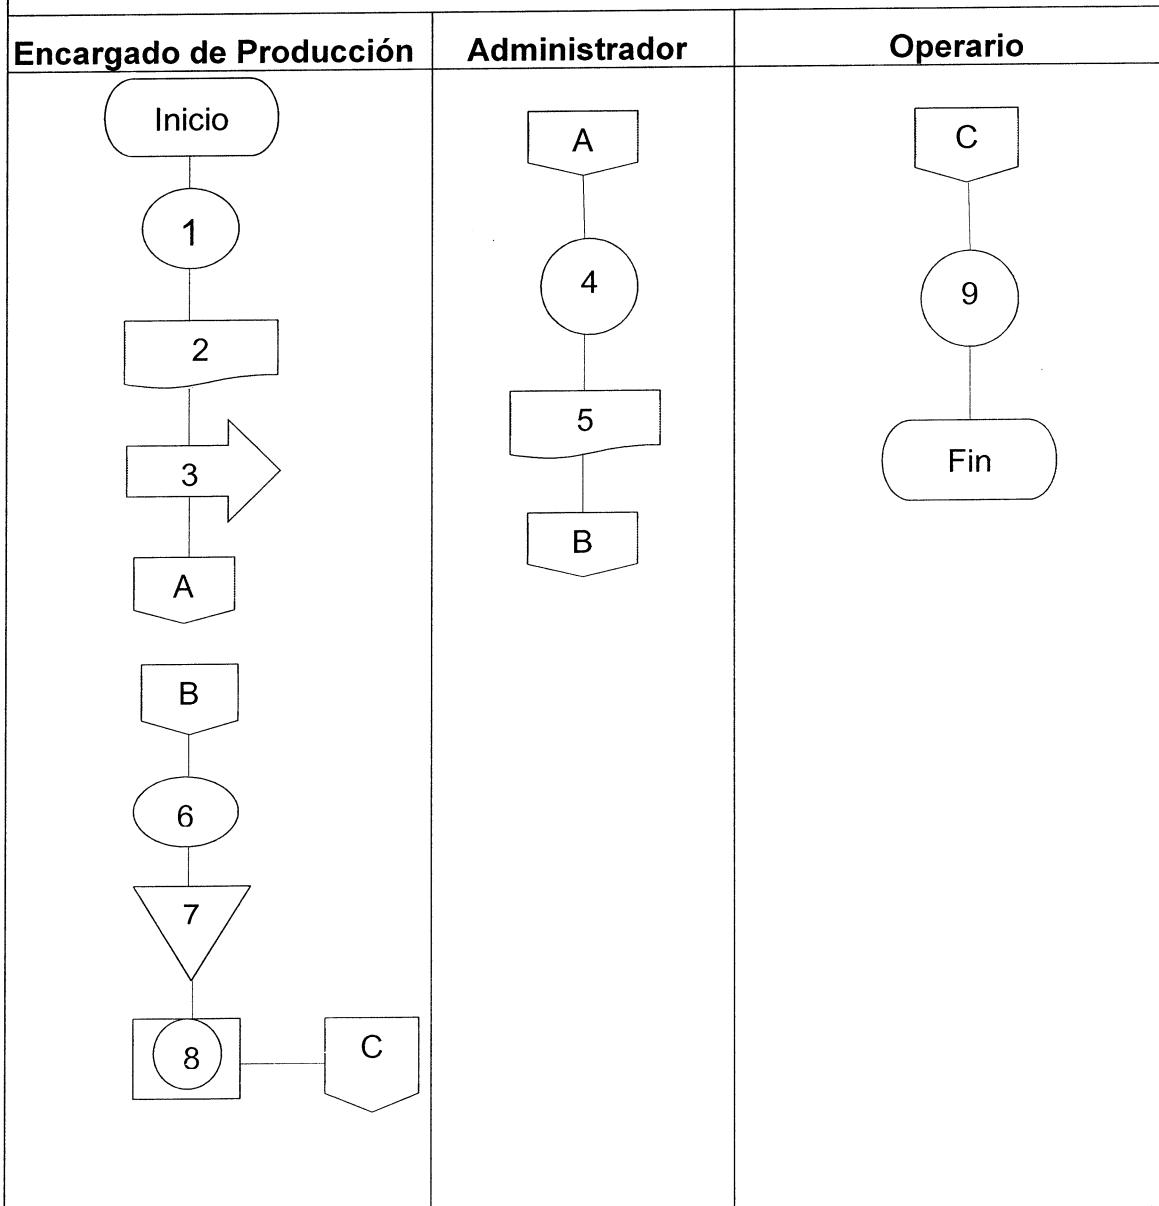 Encargado de Producción
Administrador
Operario
Inicio
1
2
3
A
B
6
7
8
C
A
4
5
B
C
9
Fin